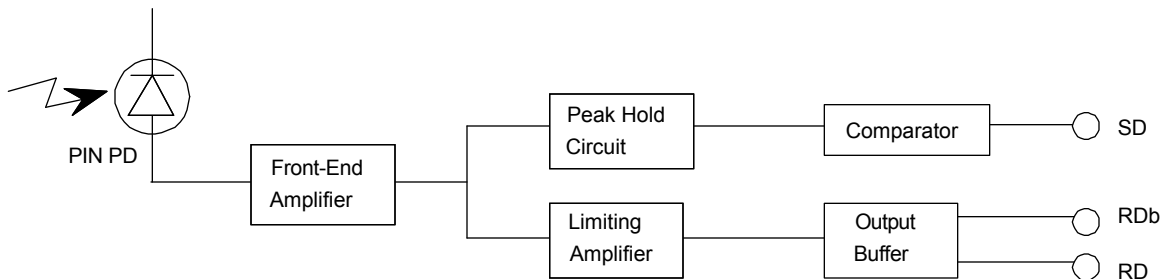 PIN PD
Front-End
Amplifier
Peak Hold
Circuit
Comparator
SD
Limiting
Amplifier
Output
Buffer
RDb
RD